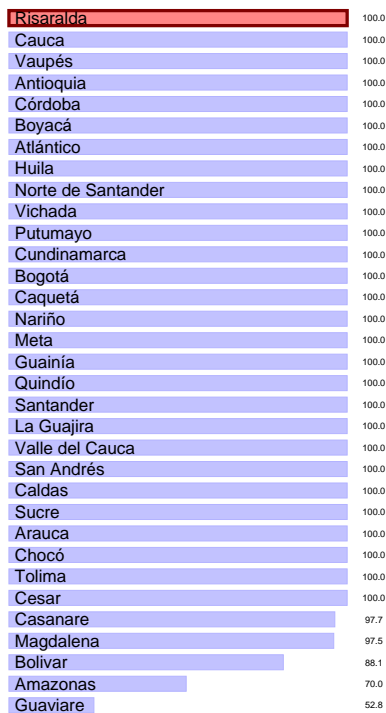 Risaralda 100.0
Cauca 100.0
Vaupés 100.0
Antioquia 100.0
Córdoba 100.0
Boyacá 100.0
Atlántico 100.0
Huila 100.0
Norte de Santander 100.0
Vichada 100.0
Putumayo 100.0
Cundinamarca 100.0
Bogotá 100.0
Caquetá 100.0
Nariño 100.0
Meta 100.0
Guainía 100.0
Quindío 100.0
Santander 100.0
La Guajira 100.0
Valle del Cauca 100.0
San Andrés 100.0
Caldas 100.0
Sucre 100.0
Arauca 100.0
Chocó 100.0
Tolima 100.0
Cesar 100.0
Casanare 97.7
Magdalena 97.5
Bolivar 88.1
Amazonas 70.0
Guaviare 52.8